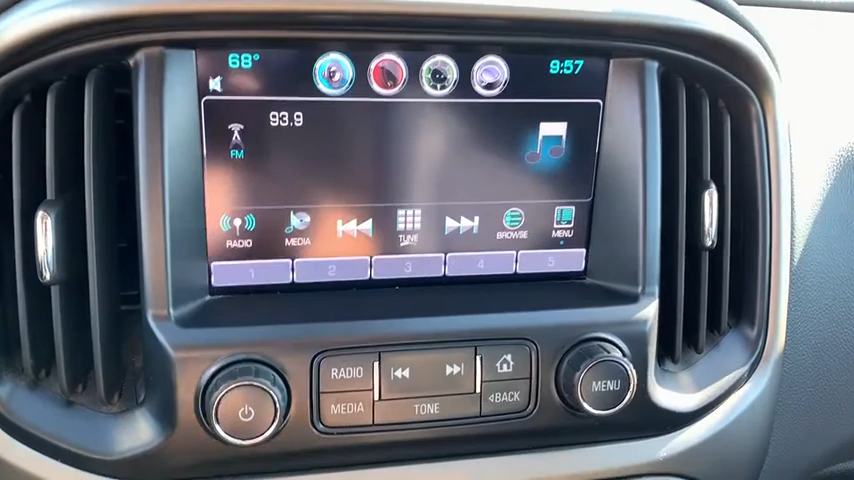 68°
9:57
93.9
FM
RADIO
MEDIA
TUNE
BROWSE
MENU
1
2
3
4
5
RADIO
MEDIA
TONE
◁BACK
MENU